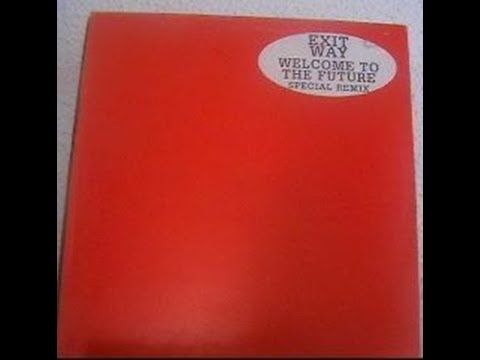 EXIT
WAY
WELCOME TO
THE FUTURE
SPECIAL REMIX